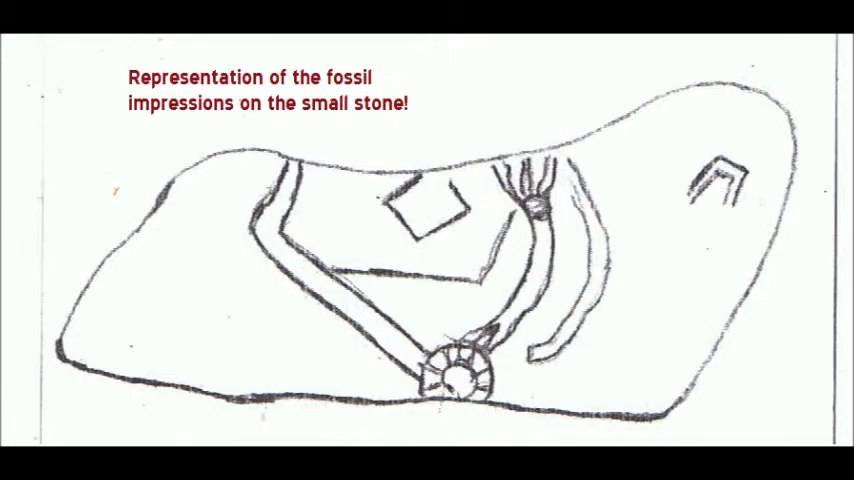 Representation of the fossil
impressions on the small stone!